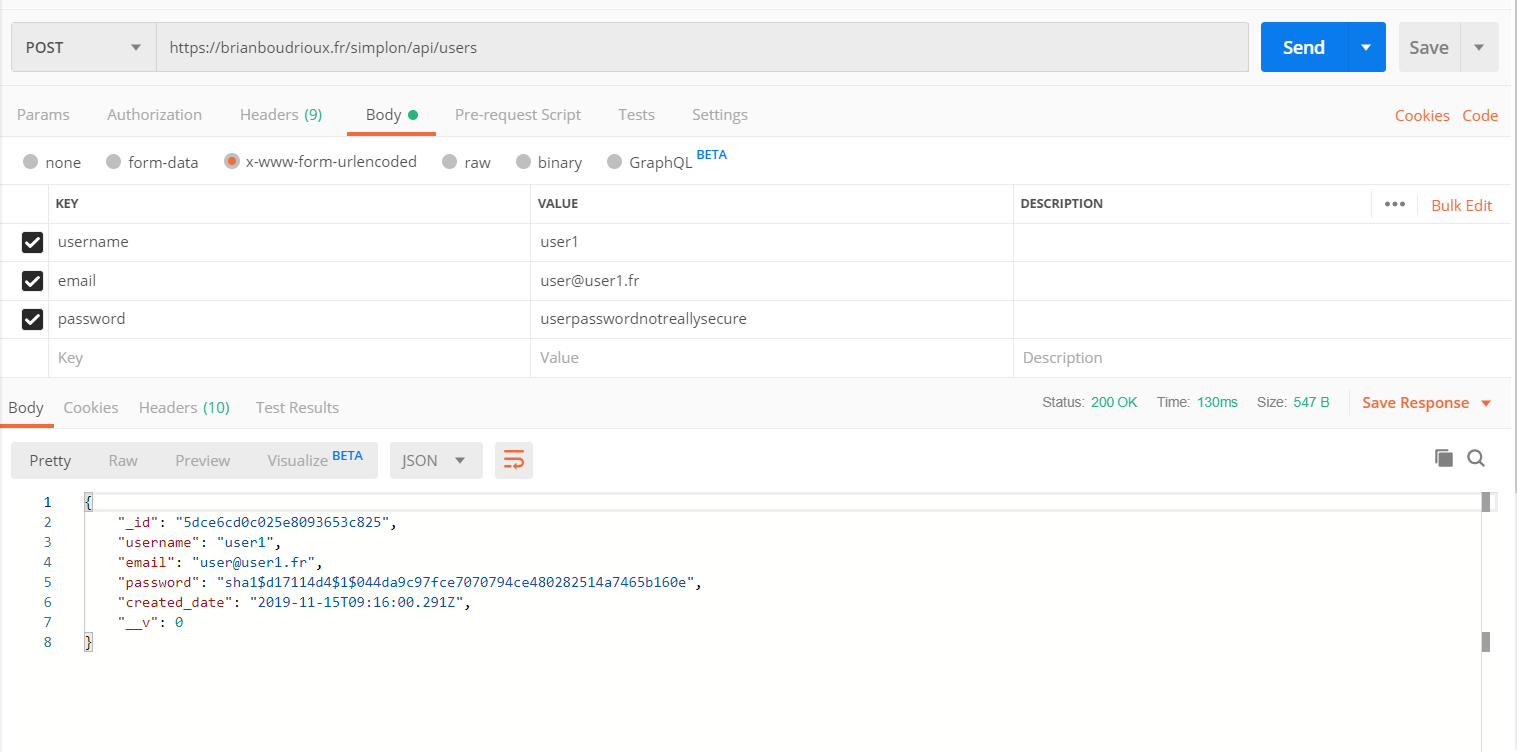 POST https://brianboudrioux.fr/simplon/api/users Send Save
Params Authorization Headers (9) Body Pre-request Script Tests Settings Cookies Code
none form-data x-www-form-urlencoded raw binary GraphQL BETA
KEY VALUE DESCRIPTION ••• Bulk Edit
username user1
email user@user1.fr
password userpasswordnotreallysecure
Key Value Description
Body Cookies Headers (10) Test Results Status: 200 OK Time: 130ms Size: 547 B Save Response
Pretty Raw Preview Visualize BETA JSON
1 {
2 "_id": "5dce6cd0c025e8093653c825",
3 "username": "user1",
4 "email": "user@user1.fr",
5 "password": "sha1$d17114d4$1$044da9c97fce7070794ce480282514a7465b160e",
6 "created_date": "2019-11-15T09:16:00.291Z",
7 "__v": 0
8 }